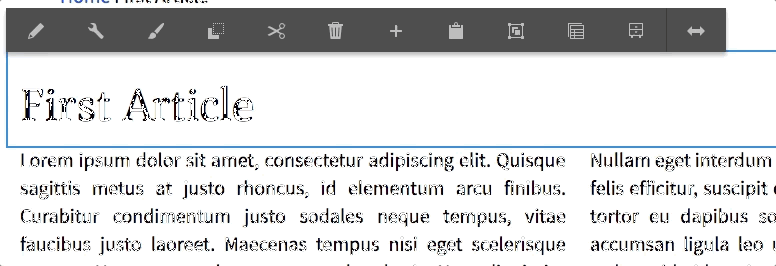 Home First Article
First Article
Lorem ipsum dolor sit amet, consectetur adipiscing elit. Quisque
sagittis metus at justo rhoncus, id elementum arcu finibus.
Curabitur condimentum justo sodales neque tempus, vitae
faucibus justo laoreet. Maecenas tempus nisi eget scelerisque
Nullam eget interdum
felis efficitur, suscipit
tortor eu dapibus
accumsan ligula leo